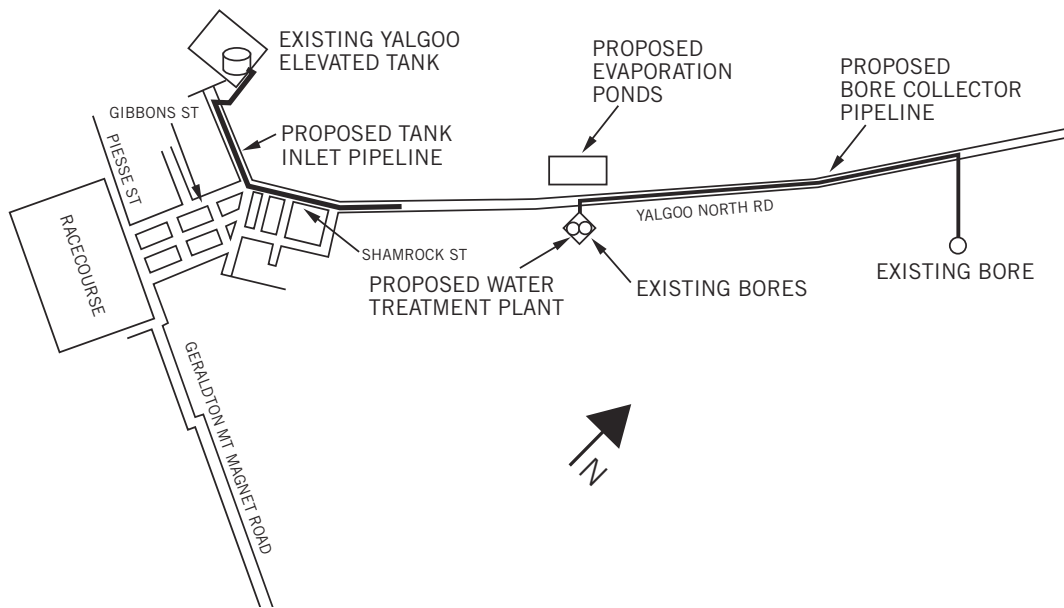 EXISTING YALGOO
ELEVATED TANK
PROPOSED
EVAPORATION
PONDS
PROPOSED
BORE COLLECTOR
PIPELINE
GIBBONS ST
PIESSE ST
PROPOSED TANK
INLET PIPELINE
RACECOURSE
YALGOO NORTH RD
SHAMROCK ST
PROPOSED WATER
TREATMENT PLANT
EXISTING BORES
EXISTING BORE
GERALDTON MT MAGNET ROAD
N